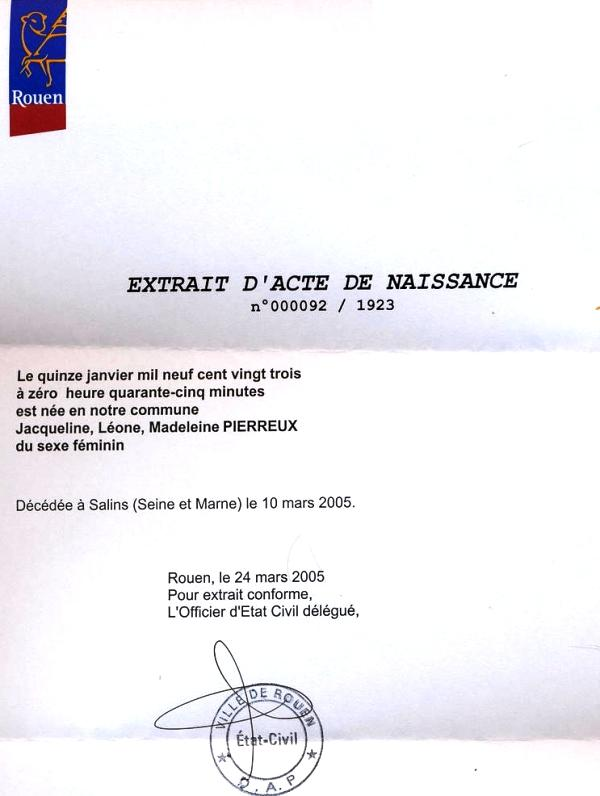 Rouen
EXTRAIT D'ACTE DE NAISSANCE
n°000092 / 1923
Le quinze janvier mil neuf cent vingt trois
à zéro heure quarante-cinq minutes
est née en notre commune
Jacqueline, Léone, Madeleine PIERREUX
du sexe féminin
Décédée à Salins (Seine et Marne) le 10 mars 2005.
Rouen, le 24 mars 2005
Pour extrait conforme,
L'Officier d'Etat Civil délégué,
VILLE DE ROUEN
État-Civil
D.A.P